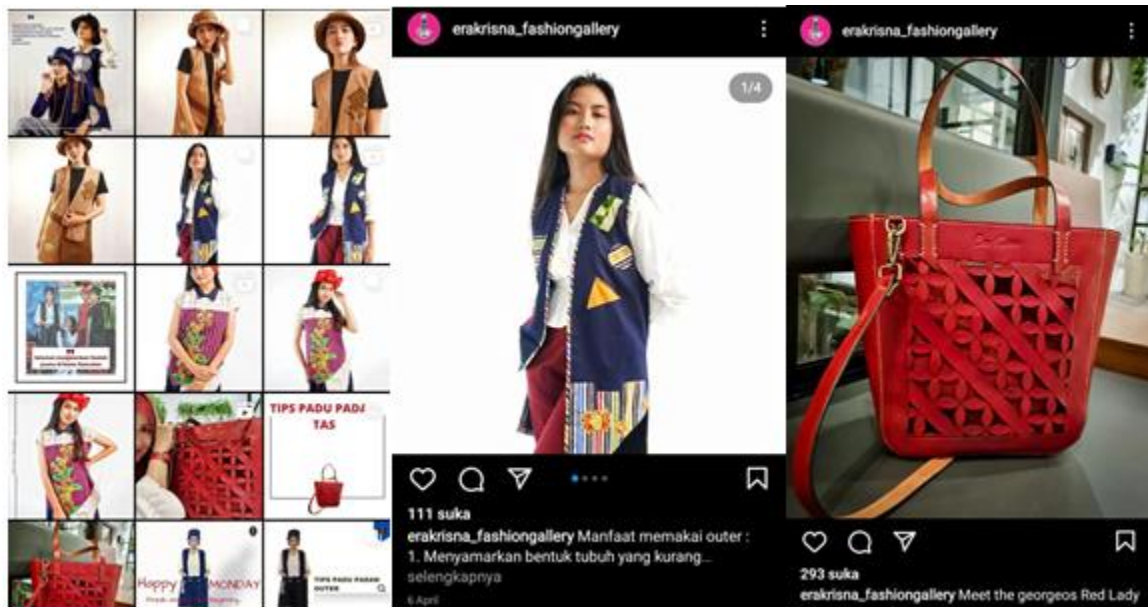 TIPS PADU PADA
TAS
Happy MONDAY
TIPS PADU PADAN
OUTER
erakrisna_fashiongallery
1/4
111 suka
erakrisna_fashiongallery Manfaat memakai outer :
1. Menyamarkan bentuk tubuh yang kurang...
selengkapnya
6 April
erakrisna_fashiongallery
293 suka
erakrisna_fashiongallery Meet the georgeos Red Lady